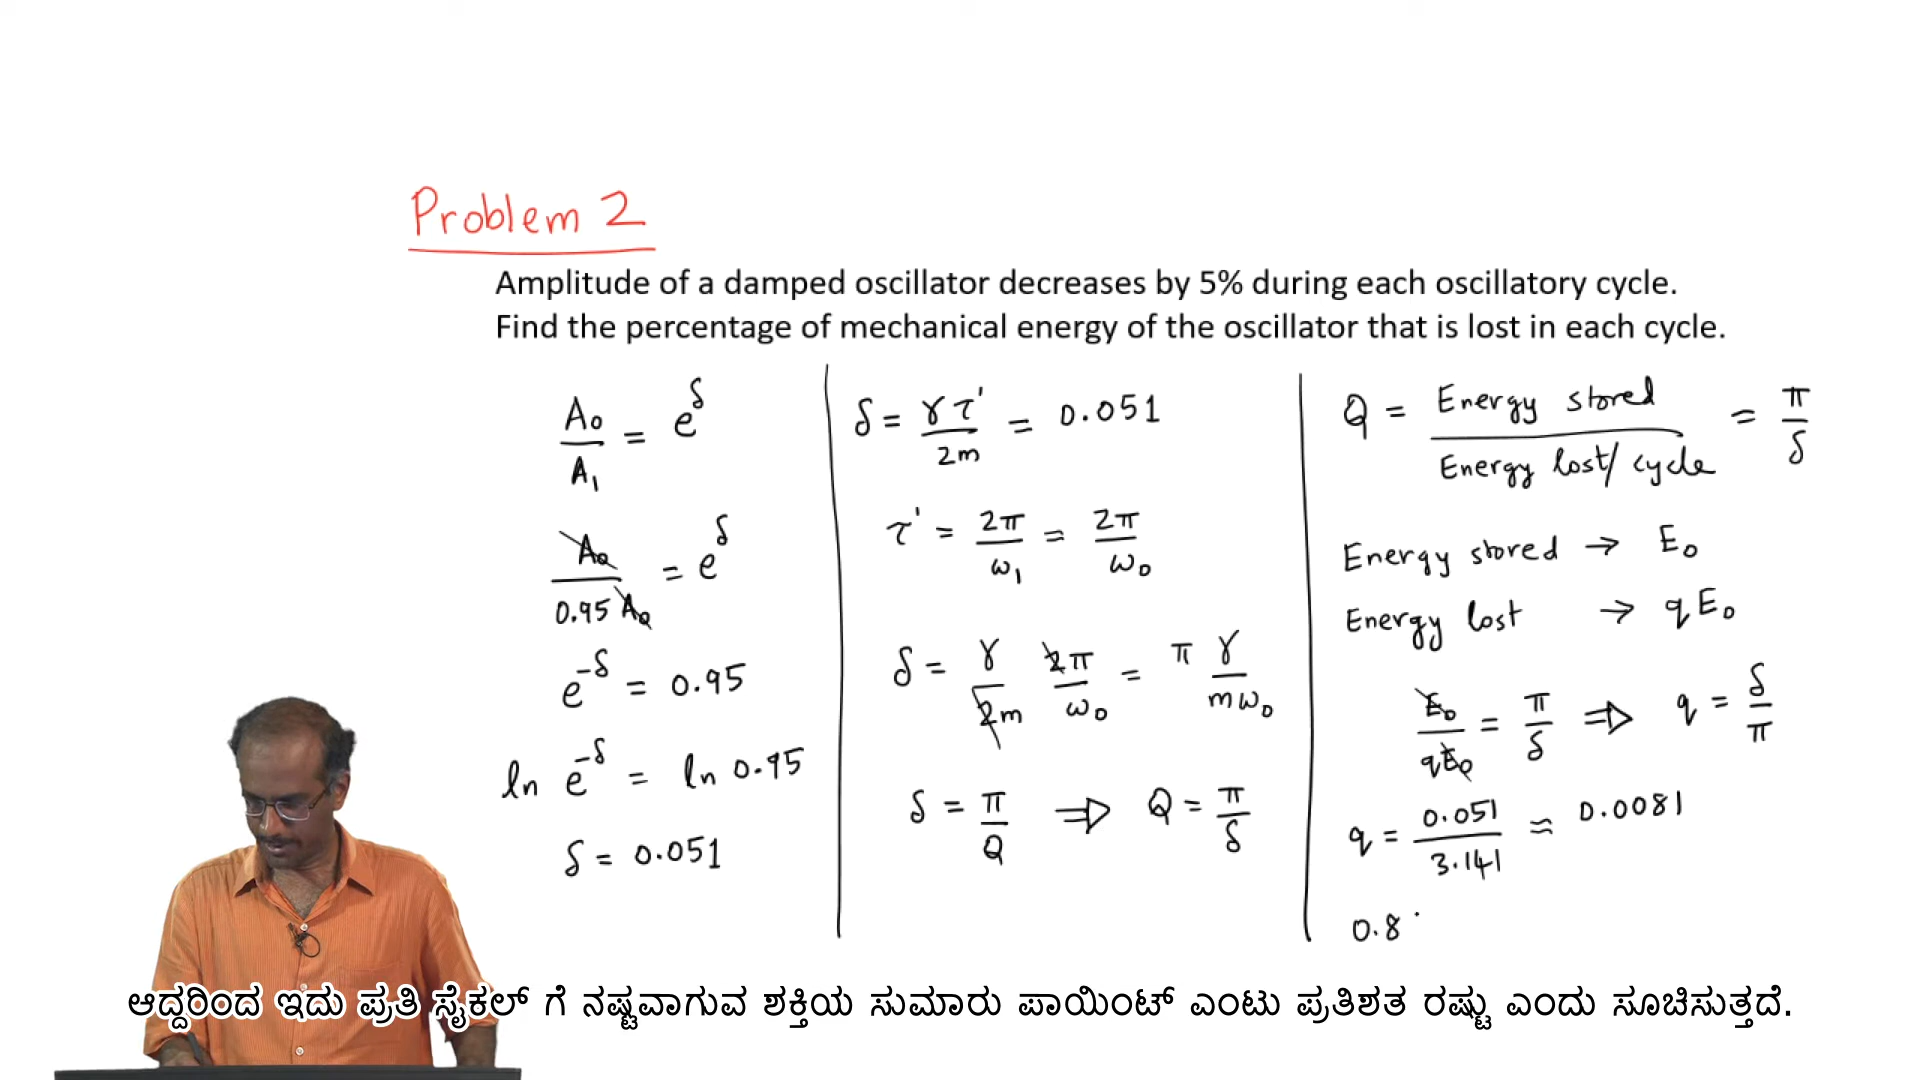 Problem 2
Amplitude of a damped oscillator decreases by 5% during each oscillatory cycle.
Find the percentage of mechanical energy of the oscillator that is lost in each cycle.
A₀/A₁ = e^δ
A₀/0.95 A₀ = e^δ
e^-δ = 0.95
ln e^-δ = ln 0.95
δ = 0.051
δ = γτ'/2m = 0.051
τ' = 2π/ω₁ = 2π/ω₀
δ = γ/2m 2π/ω₀ = π γ/mω₀
δ = π/Q ⇒ Q = π/δ
Q = Energy stored/Energy lost/cycle = π/δ
Energy stored → E₀
Energy lost → qE₀
E₀/qE₀ = π/δ ⇒ q = δ/π
q = 0.051/3.141 ≈ 0.0081
0.8
ಆದ್ದರಿಂದ ಇದು ಪ್ರತಿ ಸೈಕಲ್ ಗೆ ನಷ್ಟವಾಗುವ ಶಕ್ತಿಯ ಸುಮಾರು ಪಾಯಿಂಟ್ ಎಂಟು ಪ್ರತಿಶತ ರಷ್ಟು ಎಂದು ಸೂಚಿಸುತ್ತದೆ.